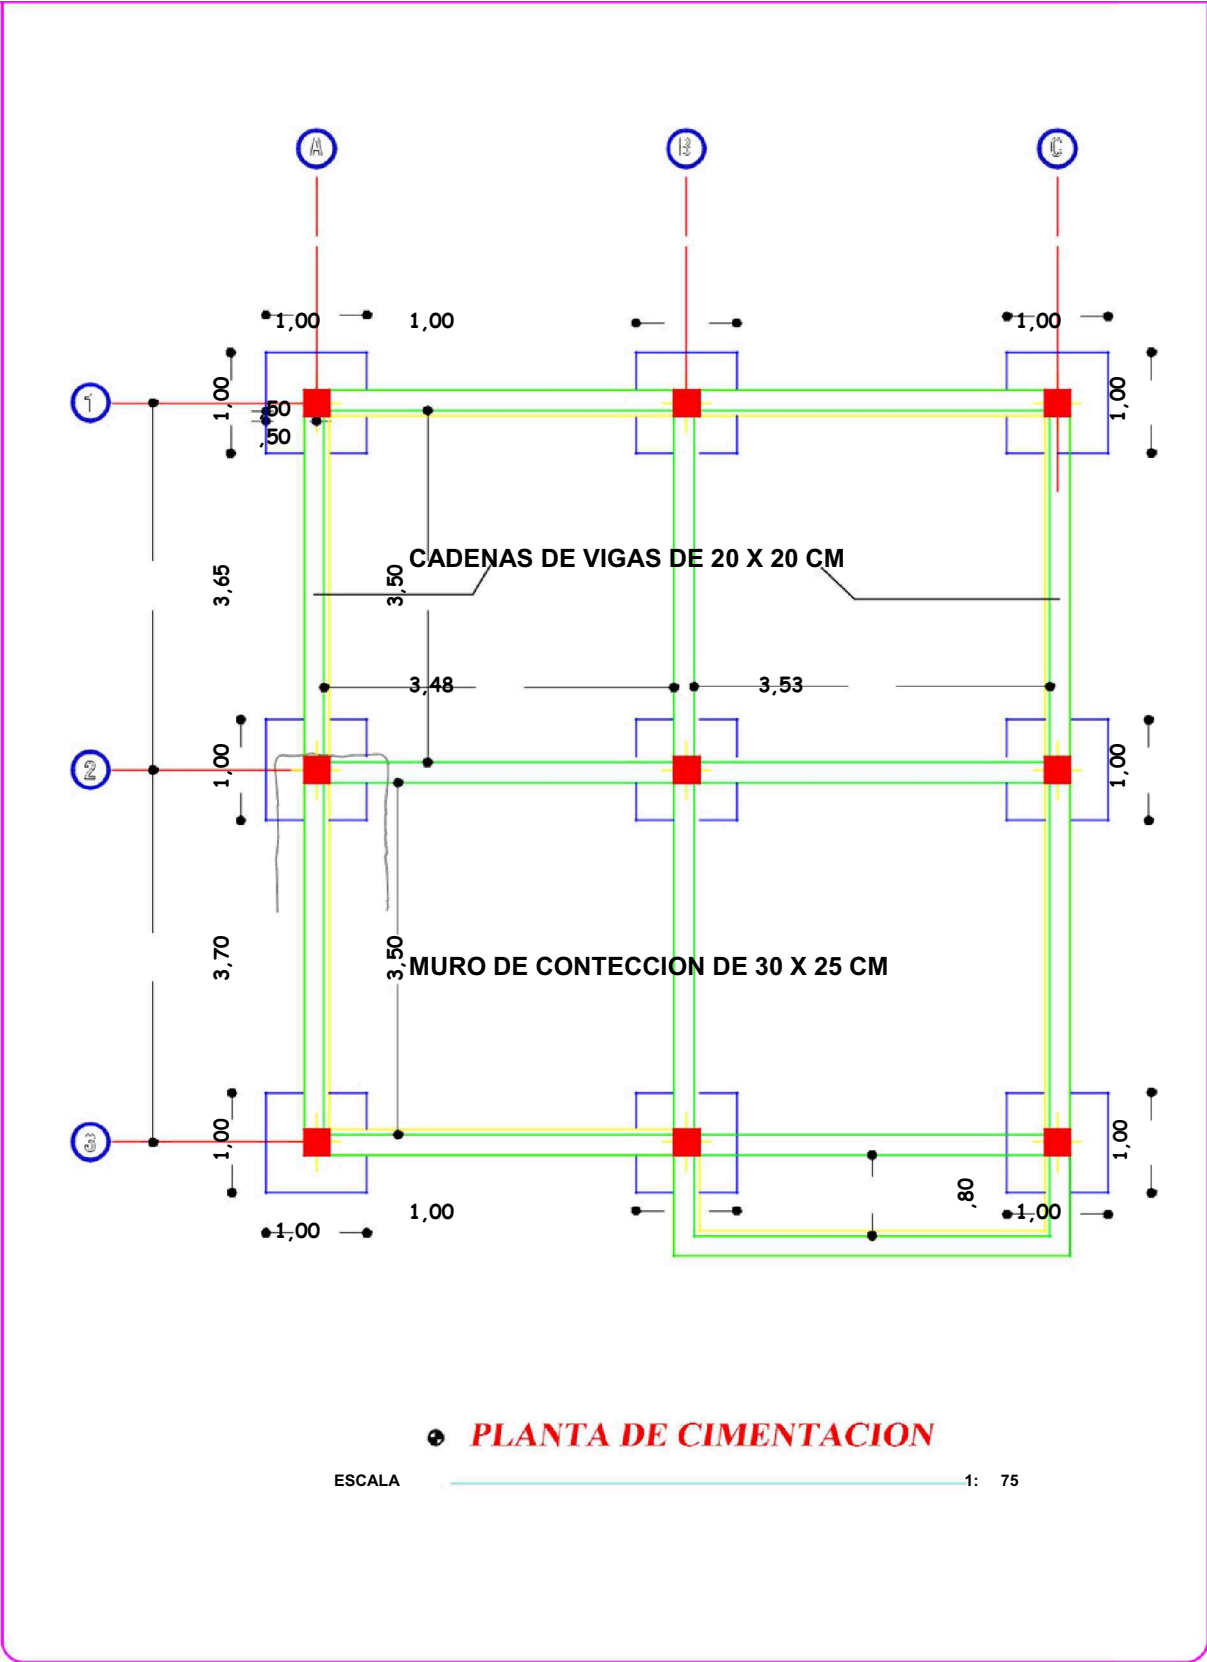 A B C
1,00 1,00 1,00
1,00 1,00
1
,50
,50
CADENAS DE VIGAS DE 20 X 20 CM
3,65 3,50
3,48 3,53
1,00 1,00
2
3,70 3,50
MURO DE CONTECCION DE 30 X 25 CM
1,00 1,00
3
,80
1,00 1,00 1,00
PLANTA DE CIMENTACION
ESCALA 1: 75